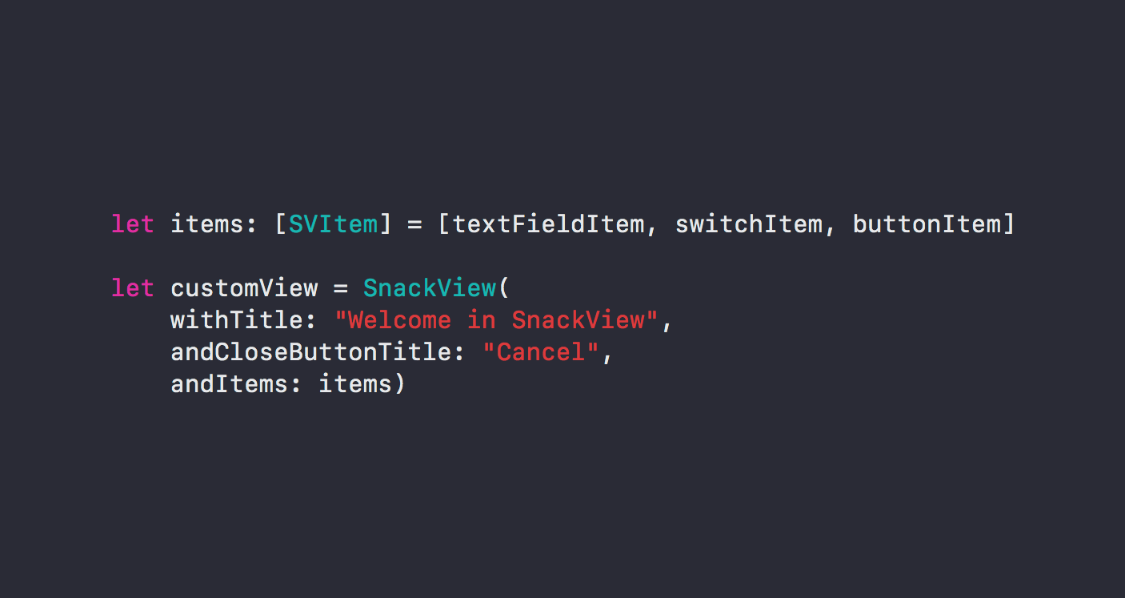 let items: [SVItem] = [textFieldItem, switchItem, buttonItem]
let customView = SnackView(
withTitle: "Welcome in SnackView",
andCloseButtonTitle: "Cancel",
andItems: items)